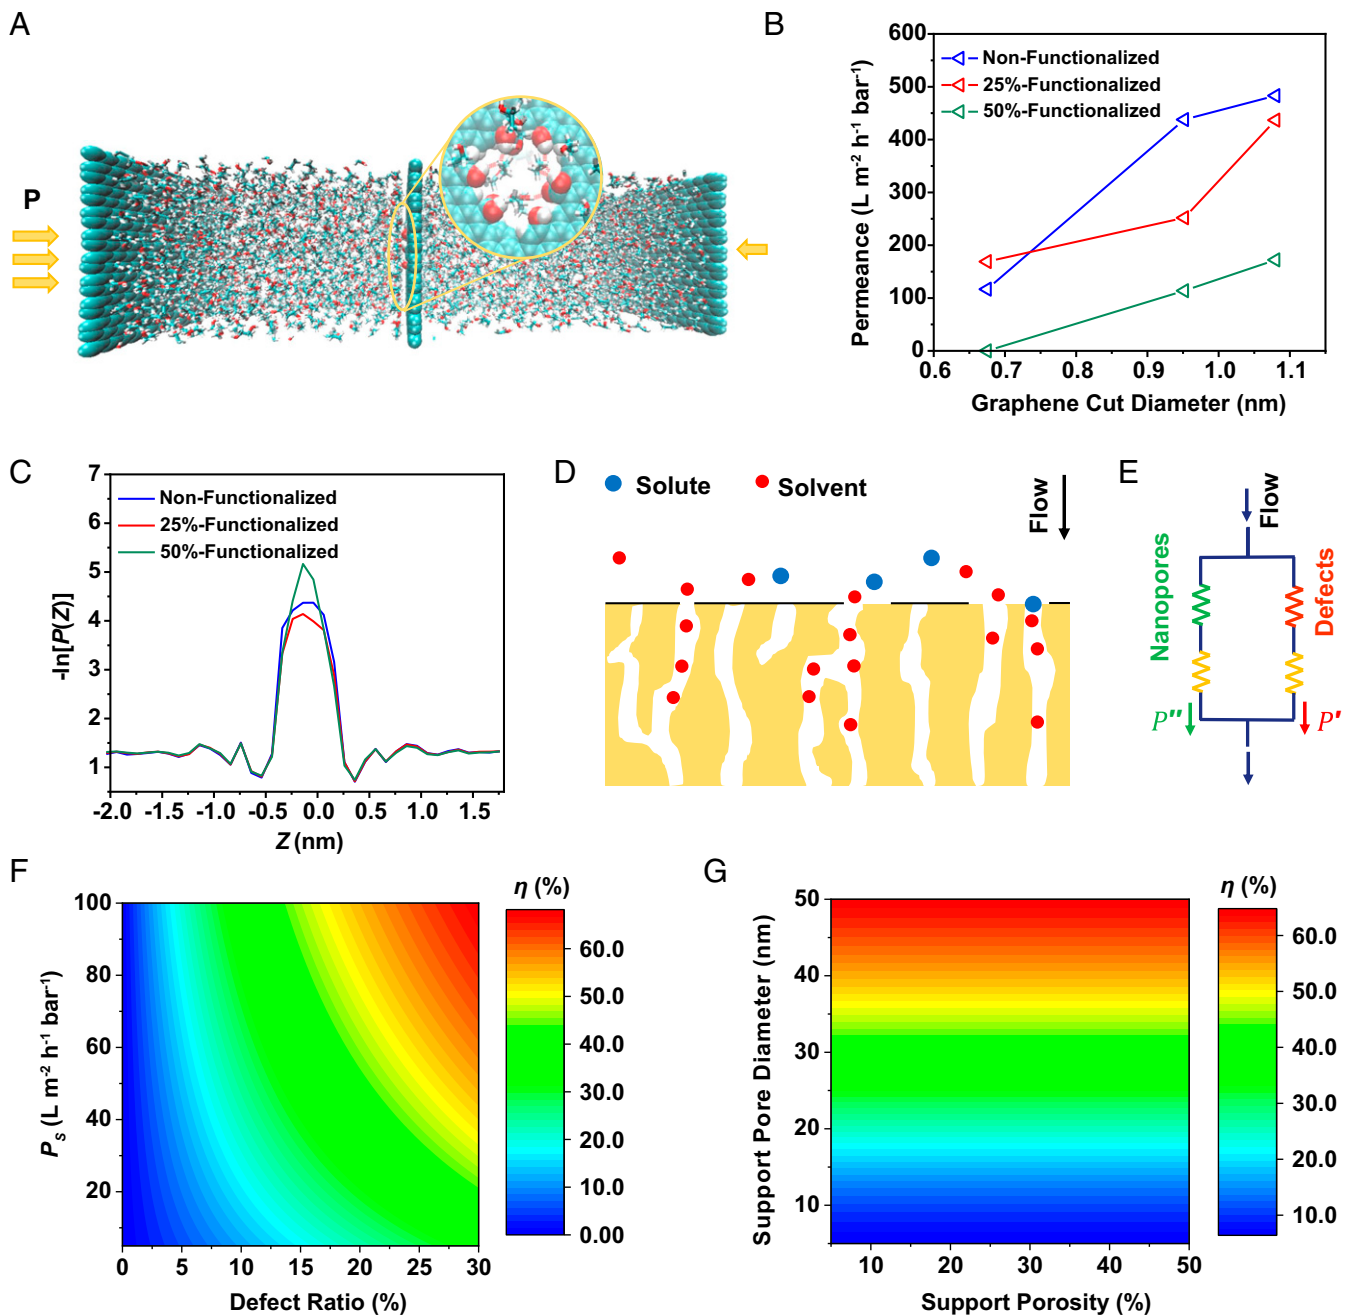 A
P
B
Permeance (L m⁻² h⁻¹ bar⁻¹)
600
500
400
300
200
100
0
Non-Functionalized
25%-Functionalized
50%-Functionalized
0.6 0.7 0.8 0.9 1.0 1.1
Graphene Cut Diameter (nm)
C
-ln[P(Z)]
7
6
5
4
3
2
1
Non-Functionalized
25%-Functionalized
50%-Functionalized
-2.0 -1.5 -1.0 -0.5 0.0 0.5 1.0 1.5
Z (nm)
D
Solute
Solvent
Flow
E
Flow
Nanopores
Defects
P″
P′
F
η (%)
Pₛ (L m⁻² h⁻¹ bar⁻¹)
100
80
60
40
20
0 5 10 15 20 25 30
Defect Ratio (%)
60.0
50.0
40.0
30.0
20.0
10.0
0.00
G
η (%)
Support Pore Diameter (nm)
50
40
30
20
10
10 20 30 40 50
Support Porosity (%)
60.0
50.0
40.0
30.0
20.0
10.0